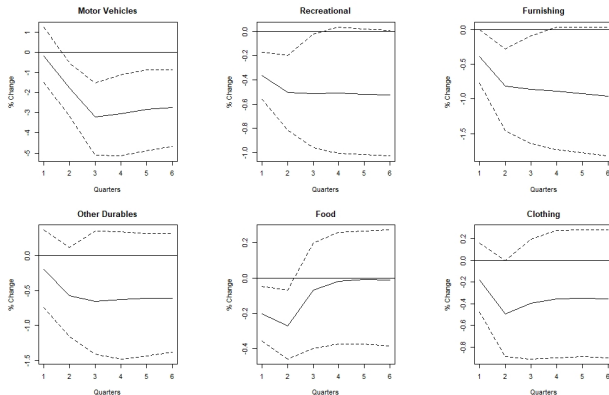 Motor Vehicles
% Change
1
0
-1
-2
-3
-4
-5
1 2 3 4 5 6
Quarters
Recreational
% Change
0.0
-0.2
-0.4
-0.6
-0.8
-1.0
1 2 3 4 5 6
Quarters
Furnishing
% Change
0.0
-0.5
-1.0
-1.5
1 2 3 4 5 6
Quarters
Other Durables
% Change
0.0
-0.5
-1.0
-1.5
1 2 3 4 5 6
Quarters
Food
% Change
0.2
0.0
-0.2
-0.4
1 2 3 4 5 6
Quarters
Clothing
% Change
0.2
0.0
-0.2
-0.4
-0.6
-0.8
1 2 3 4 5 6
Quarters